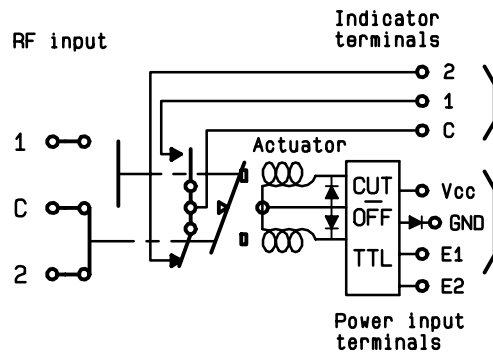 RF input
Indicator
terminals
2
1
C
1
C
2
Actuator
CUT
OFF
TTL
Vcc
GND
E1
E2
Power input
terminals